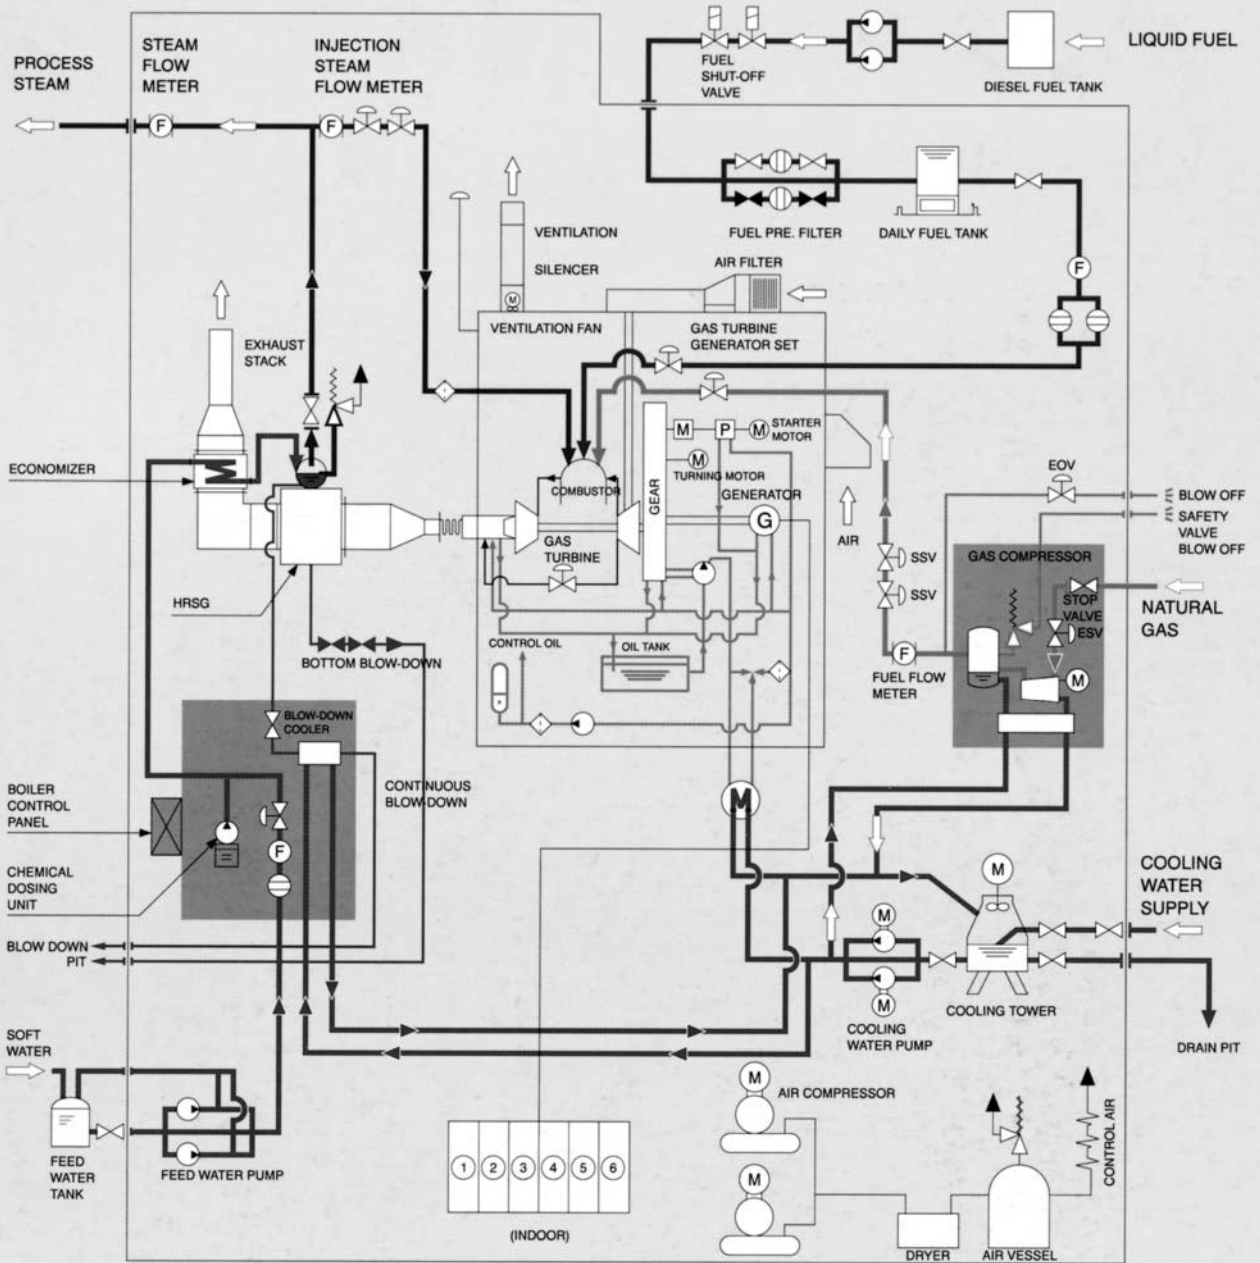 PROCESS
STEAM
STEAM
FLOW
METER
INJECTION
STEAM
FLOW METER
F
F
FUEL
SHUT-OFF
VALVE
DIESEL FUEL TANK
LIQUID FUEL
FUEL PRE. FILTER
DAILY FUEL TANK
F
VENTILATION
SILENCER
M
VENTILATION FAN
AIR FILTER
GAS TURBINE
GENERATOR SET
EXHAUST
STACK
ECONOMIZER
HRSG
COMBUSTOR
GAS
TURBINE
GEAR
M
P
M
STARTER
MOTOR
M
TURNING MOTOR
GENERATOR
G
AIR
CONTROL OIL
OIL TANK
EOV
BLOW OFF
SAFETY
VALVE
BLOW OFF
SSV
SSV
GAS COMPRESSOR
STOP
VALVE
ESV
M
NATURAL
GAS
F
FUEL FLOW
METER
BOTTOM BLOW-DOWN
BLOW-DOWN
COOLER
CONTINUOUS
BLOW-DOWN
BOILER
CONTROL
PANEL
F
CHEMICAL
DOSING
UNIT
BLOW DOWN
PIT
M
COOLING
WATER
SUPPLY
M
M
COOLING
WATER PUMP
COOLING TOWER
DRAIN PIT
SOFT
WATER
FEED
WATER
TANK
FEED WATER PUMP
1 2 3 4 5 6
(INDOOR)
M
AIR COMPRESSOR
M
DRYER
AIR VESSEL
CONTROL AIR